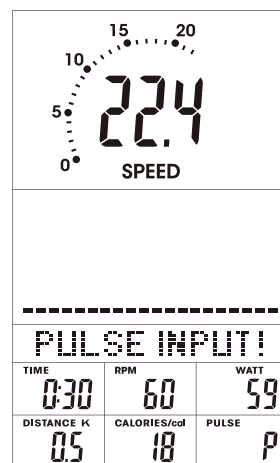 15 20
10
5
0
22.4
SPEED
PULSE INPUT!
TIME RPM WATT
0:30 60 59
DISTANCE K CALORIES/cal PULSE
0.5 18 P